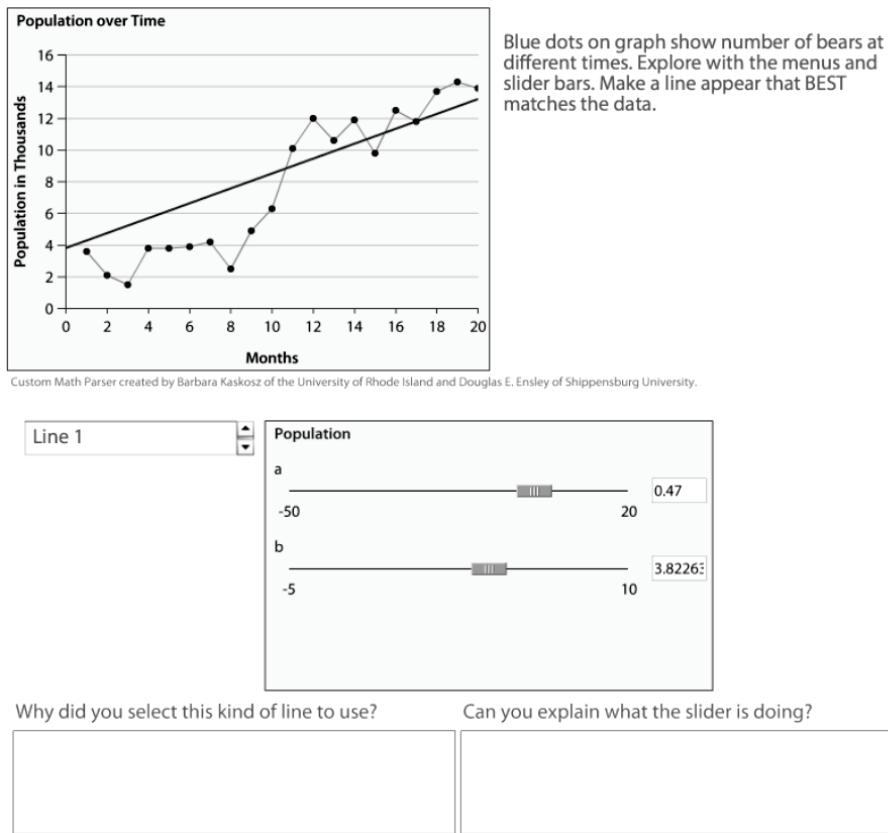 Population over Time
Blue dots on graph show number of bears at
different times. Explore with the menus and
slider bars. Make a line appear that BEST
matches the data.
Population in Thousands
16
14
12
10
8
6
4
2
0
0 2 4 6 8 10 12 14 16 18 20
Months
Custom Math Parser created by Barbara Kaskosz of the University of Rhode Island and Douglas E. Ensley of Shippensburg University.
Line 1
Population
a
0.47
-50 20
b
3.82263
-5 10
Why did you select this kind of line to use?
Can you explain what the slider is doing?